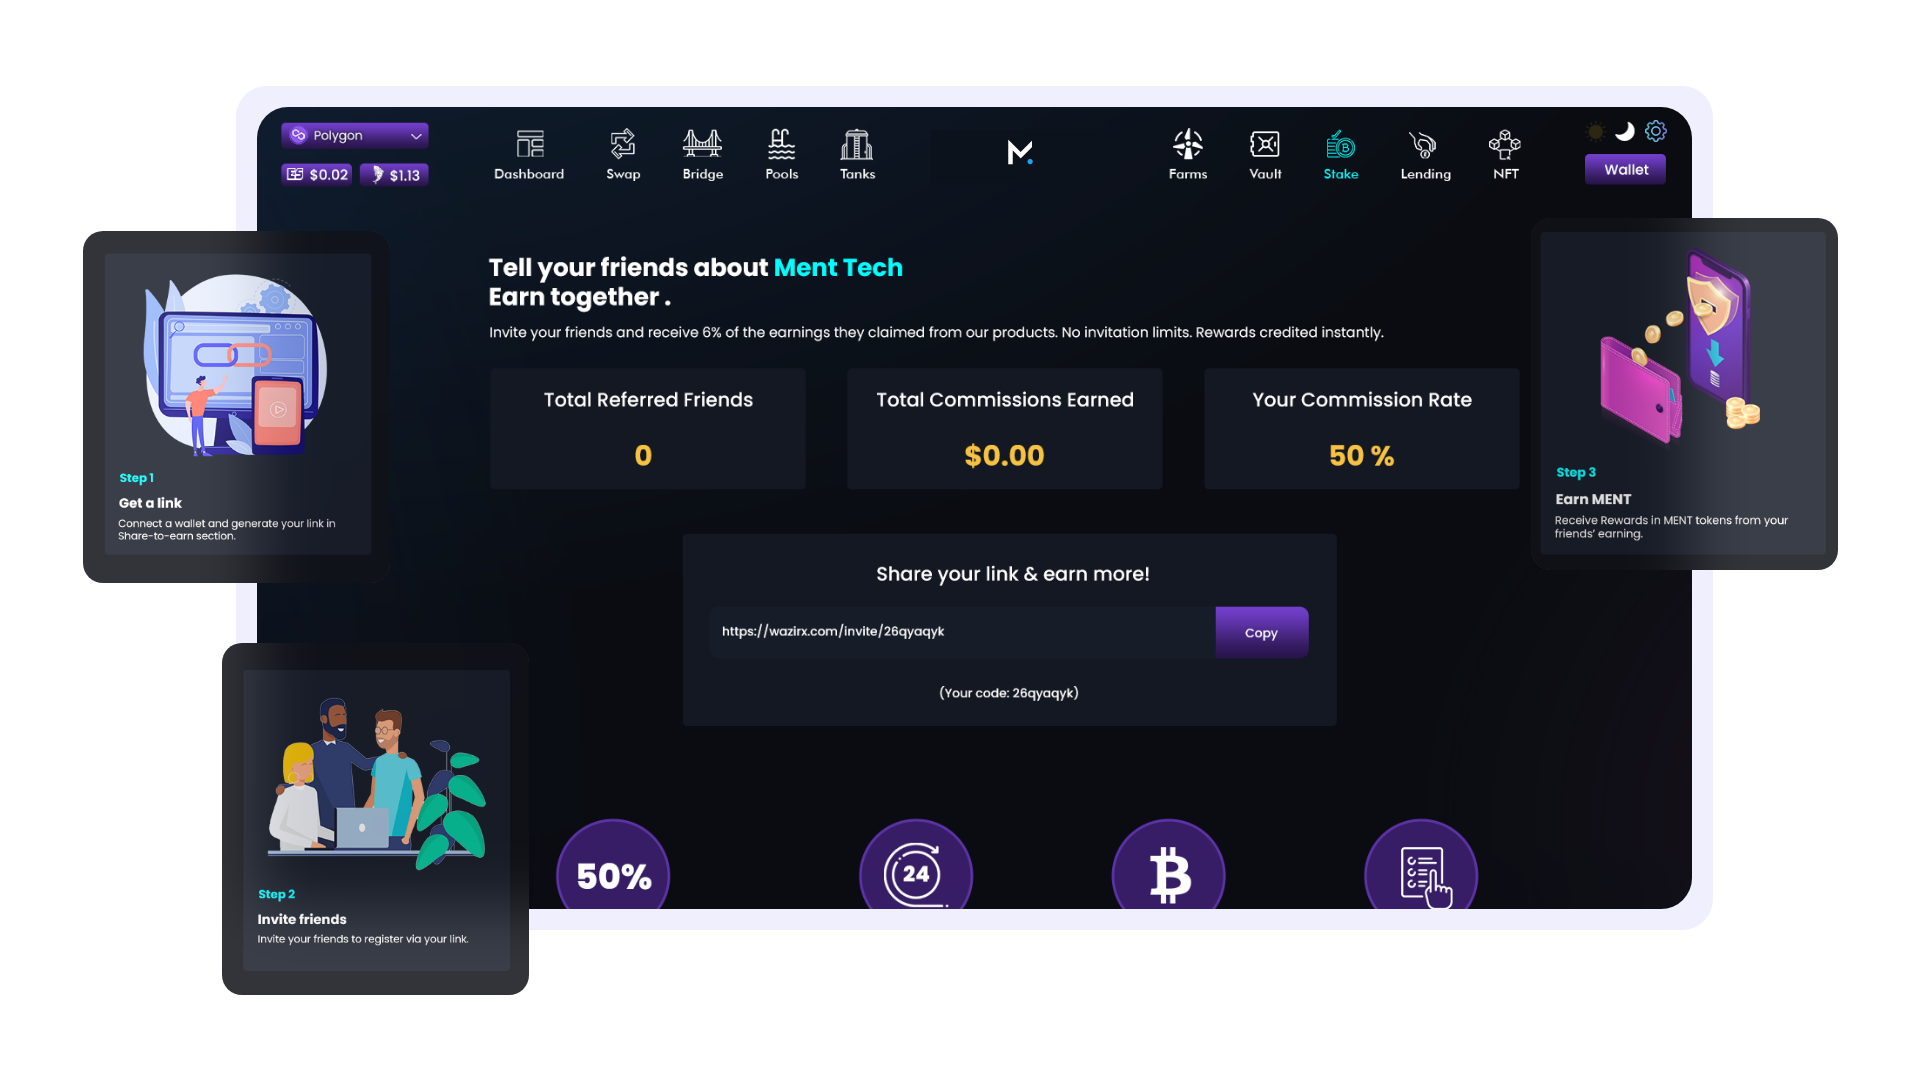 Polygon
$0.02
$1.13
Dashboard
Swap
Bridge
Pools
Tanks
Farms
Vault
Stake
Lending
NFT
Wallet
Tell your friends about Ment Tech
Earn together .
Invite your friends and receive 6% of the earnings they claimed from our products. No invitation limits. Rewards credited instantly.
Total Referred Friends
0
Total Commissions Earned
$0.00
Your Commission Rate
50 %
Share your link & earn more!
https://wazirx.com/invite/26qyaqyk
Copy
(Your code: 26qyaqyk)
50%
24
Step 1
Get a link
Connect a wallet and generate your link in
Share-to-earn section.
Step 2
Invite friends
Invite your friends to register via your link.
Step 3
Earn MENT
Receive Rewards in MENT tokens from your
friends’ earning.